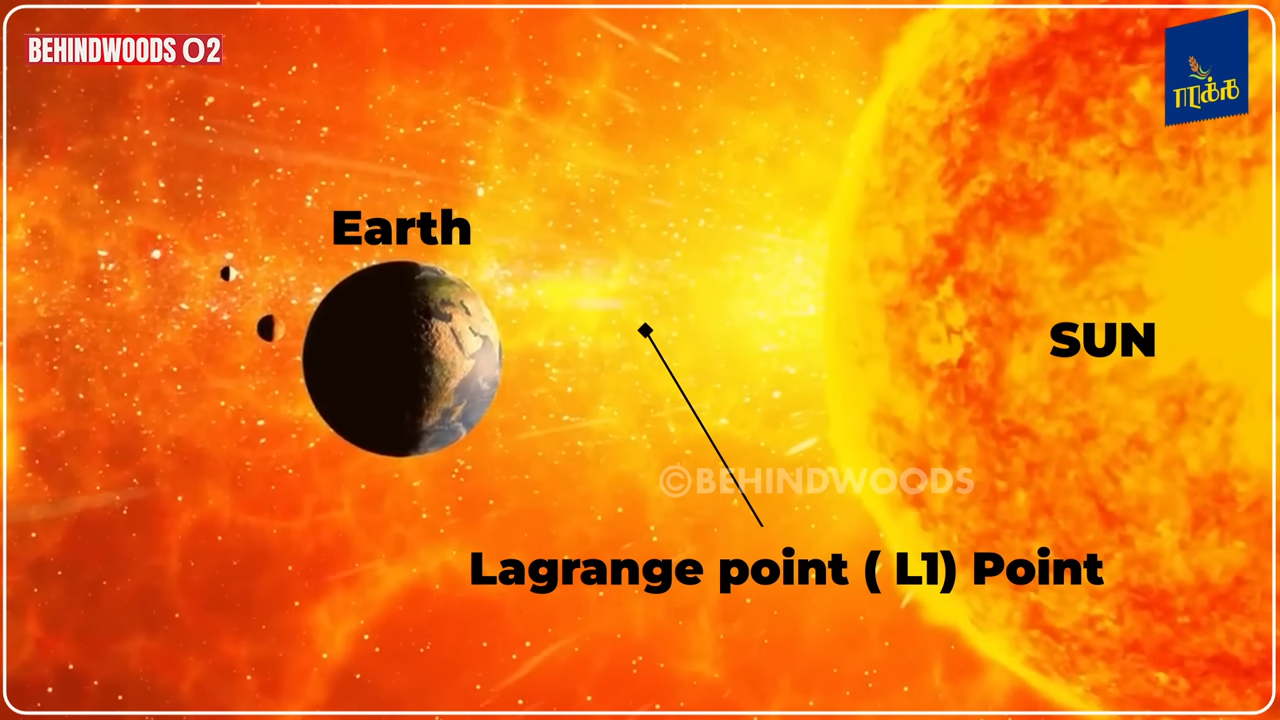 BEHINDWOODS O2
Earth
SUN
©BEHINDWOODS
Lagrange point ( L1) Point